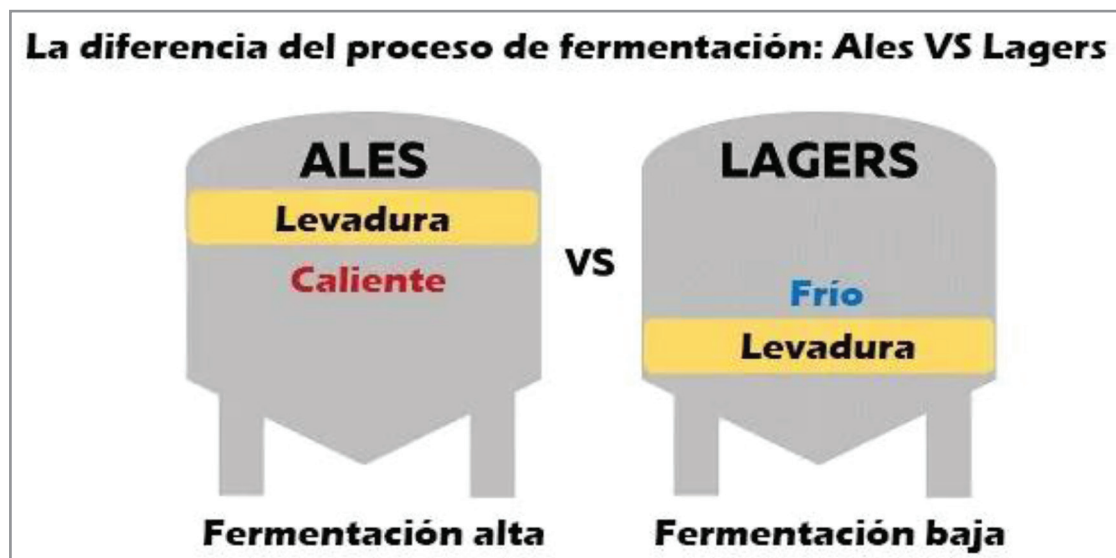 La diferencia del proceso de fermentación: Ales VS Lagers
ALES
Levadura
Caliente
VS
LAGERS
Frío
Levadura
Fermentación alta
Fermentación baja